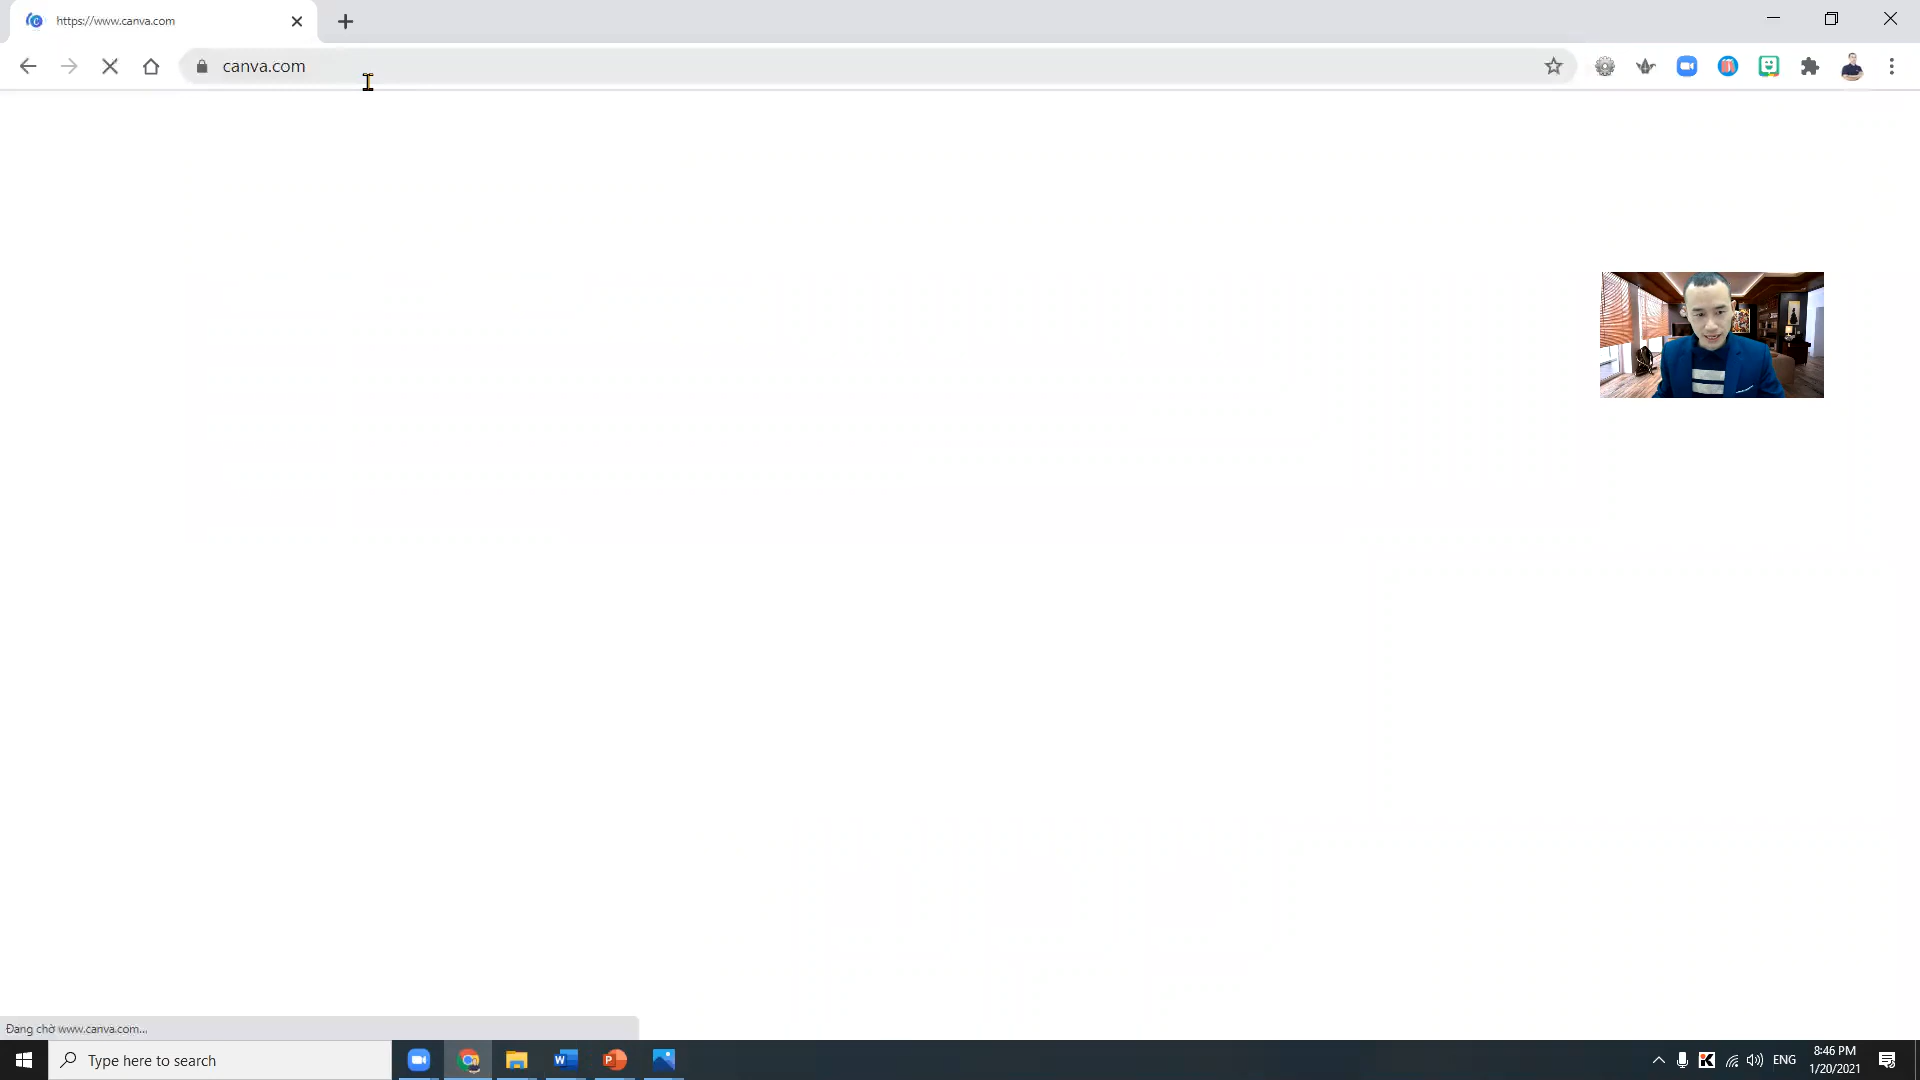 https://www.canva.com
canva.com
Đang chờ www.canva.com...
Type here to search
ENG
8:46 PM
1/20/2021